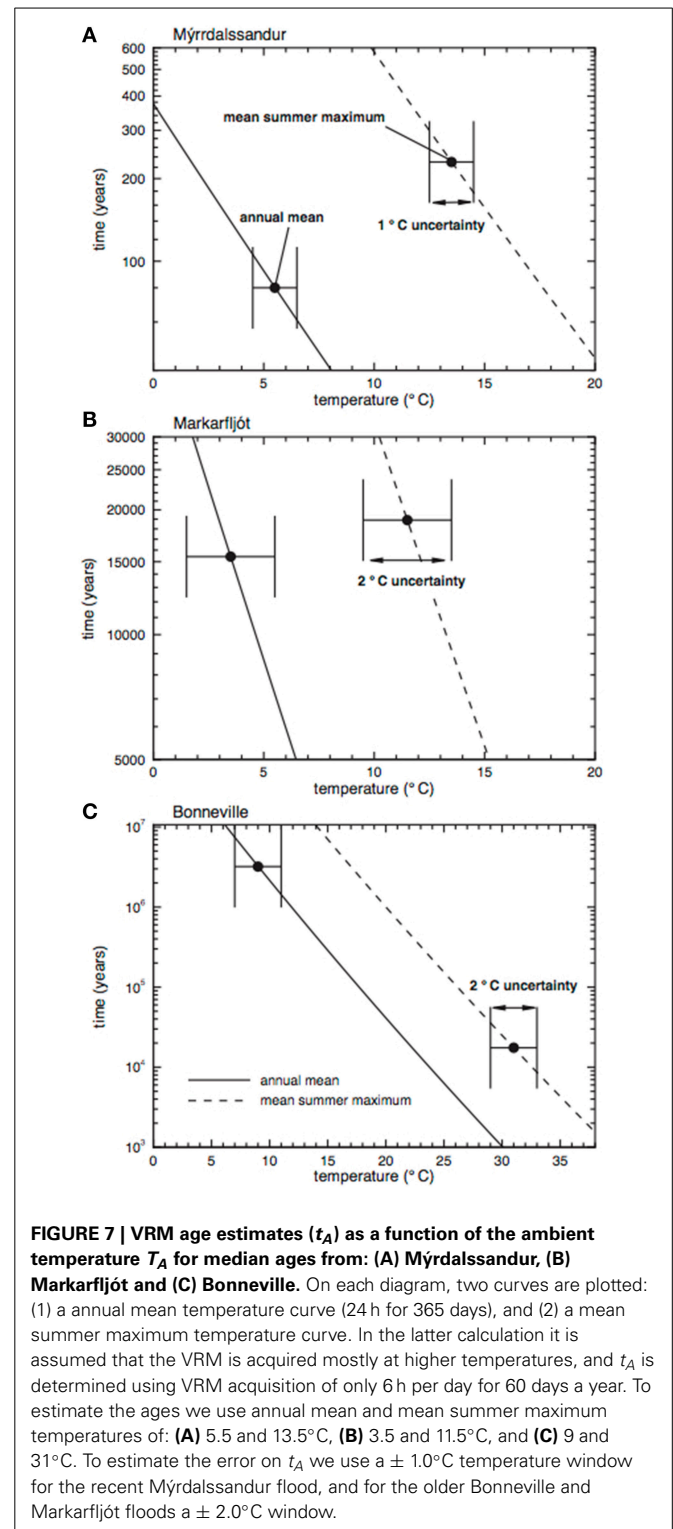 A
Mýrrdalssandur
600
500
400
300
200
100
time (years)
mean summer maximum
annual mean
1 °C uncertainty
0 5 10 15 20
temperature (°C)
B
Markarfljót
30000
25000
20000
15000
10000
5000
time (years)
2 °C uncertainty
0 5 10 15 20
temperature (°C)
C
Bonneville
10⁷
10⁶
10⁵
10⁴
10³
time (years)
2 °C uncertainty
annual mean
mean summer maximum
0 5 10 15 20 25 30 35
temperature (°C)
FIGURE 7 | VRM age estimates (tA) as a function of the ambient
temperature TA for median ages from: (A) Mýrdalssandur, (B)
Markarfljót and (C) Bonneville. On each diagram, two curves are plotted:
(1) a annual mean temperature curve (24 h for 365 days), and (2) a mean
summer maximum temperature curve. In the latter calculation it is
assumed that the VRM is acquired mostly at higher temperatures, and tA is
determined using VRM acquisition of only 6 h per day for 60 days a year. To
estimate the ages we use annual mean and mean summer maximum
temperatures of: (A) 5.5 and 13.5°C, (B) 3.5 and 11.5°C, and (C) 9 and
31°C. To estimate the error on tA we use a ± 1.0°C temperature window
for the recent Mýrdalssandur flood, and for the older Bonneville and
Markarfljót floods a ± 2.0°C window.